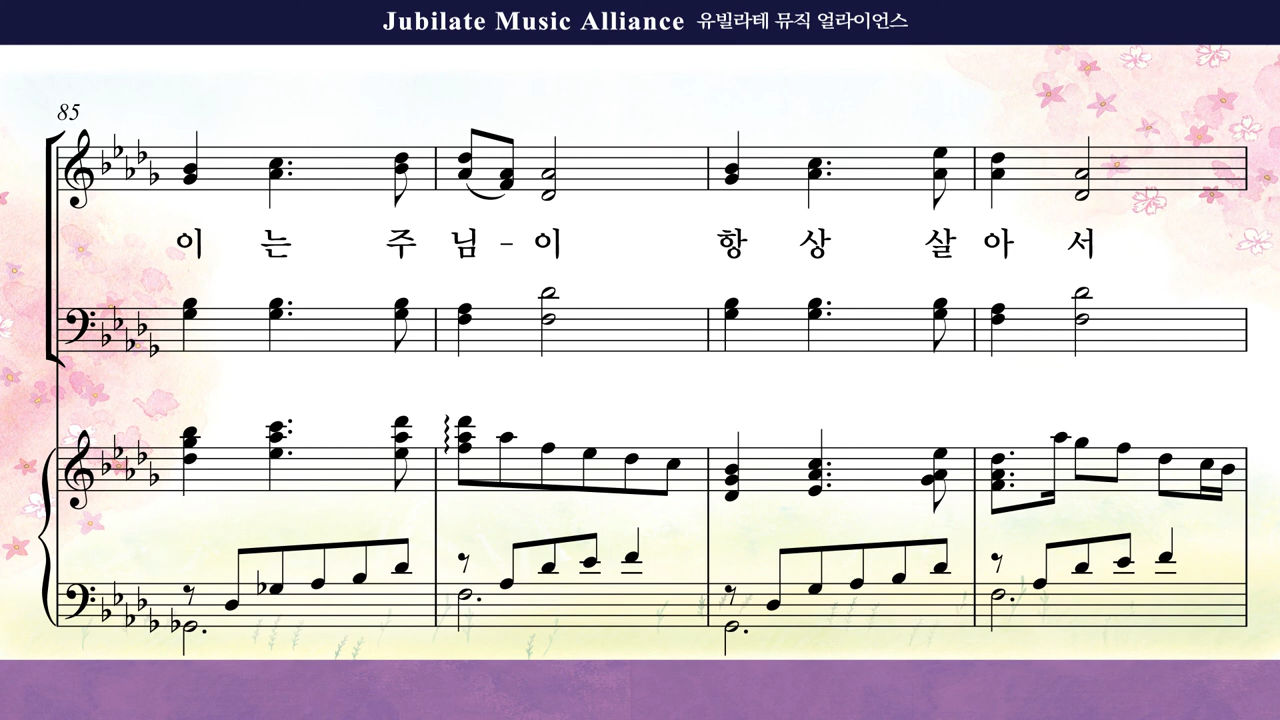 Jubilate Music Alliance 유빌라테 뮤직 얼라이언스
85
이 는 주 님 - 이 항 상 살 아 서